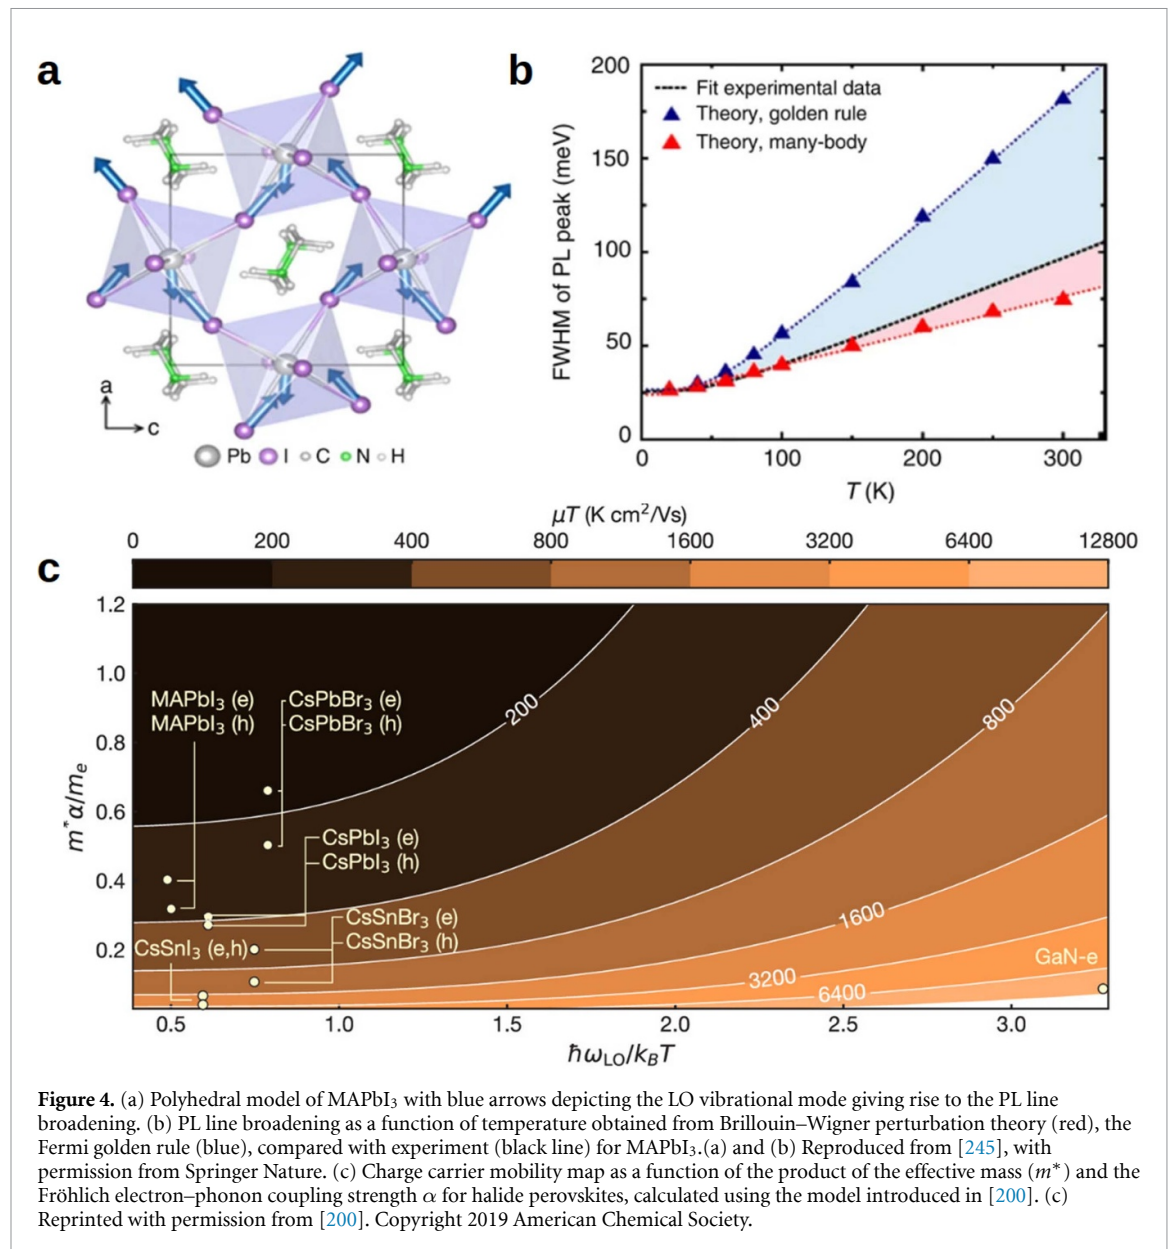 a
b
a
c
Pb I C N H
200
150
100
50
0
FWHM of PL peak (meV)
Fit experimental data
Theory, golden rule
Theory, many-body
0 100 200 300
T (K)
μT (K cm²/Vs)
0 200 400 800 1600 3200 6400 12800
c
1.2
1.0
0.8
0.6
0.4
0.2
m*α/mₑ
MAPbI₃ (e)
MAPbI₃ (h)
CsPbBr₃ (e)
CsPbBr₃ (h)
CsPbI₃ (e)
CsPbI₃ (h)
CsSnBr₃ (e)
CsSnBr₃ (h)
CsSnI₃ (e,h)
GaN-e
200
400
800
1600
3200
6400
0.5 1.0 1.5 2.0 2.5 3.0
ħω_LO/k_BT
Figure 4. (a) Polyhedral model of MAPbI₃ with blue arrows depicting the LO vibrational mode giving rise to the PL line
broadening. (b) PL line broadening as a function of temperature obtained from Brillouin–Wigner perturbation theory (red), the
Fermi golden rule (blue), compared with experiment (black line) for MAPbI₃.(a) and (b) Reproduced from [245], with
permission from Springer Nature. (c) Charge carrier mobility map as a function of the product of the effective mass (m*) and the
Fröhlich electron–phonon coupling strength α for halide perovskites, calculated using the model introduced in [200]. (c)
Reprinted with permission from [200]. Copyright 2019 American Chemical Society.